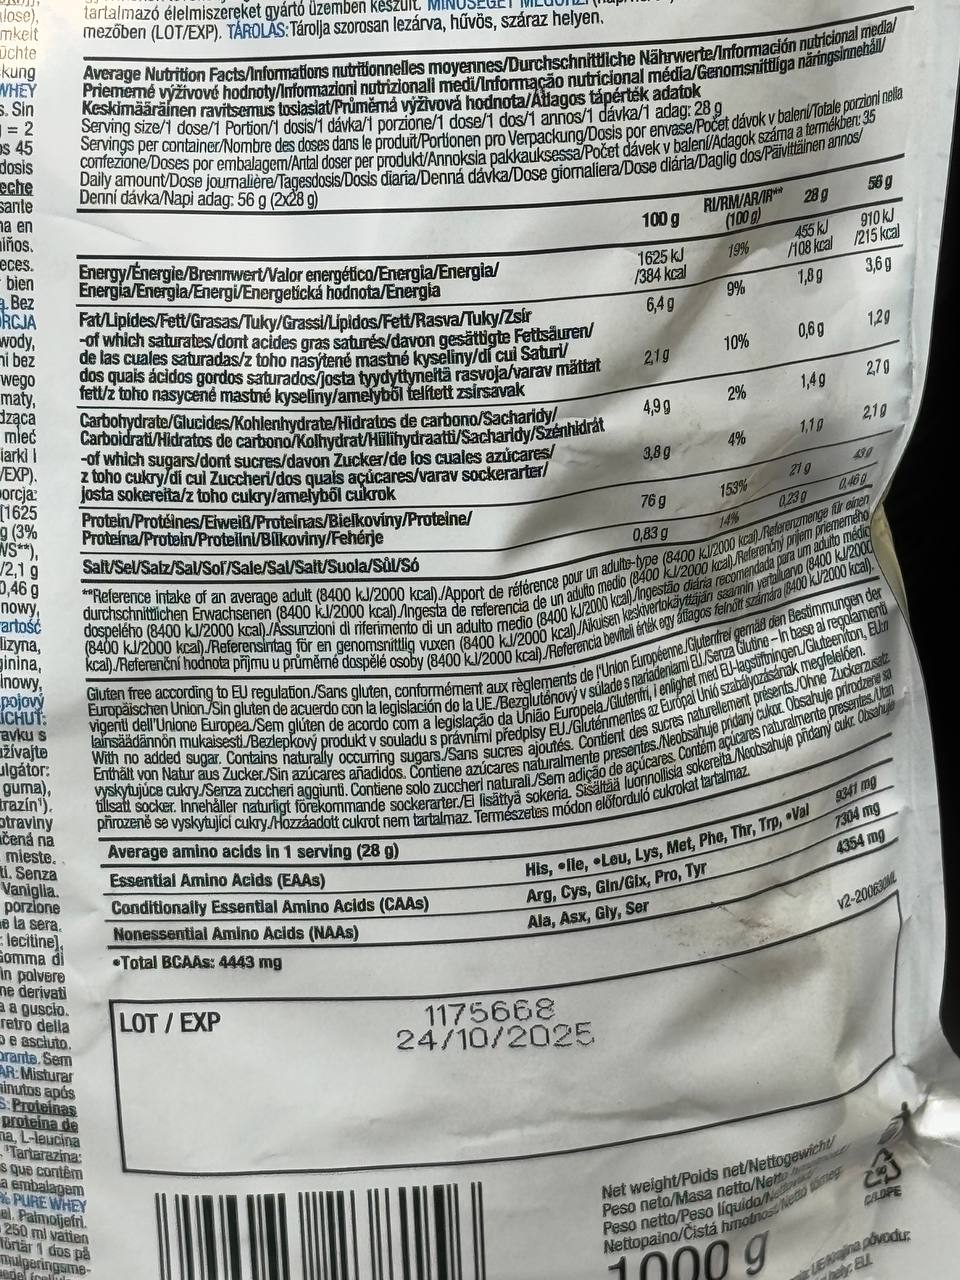 tartalmazó élelmiszereket gyártó üzemben készült.
mezőben (LOT/EXP). TÁROLÁS:Tárolja szorosan lezárva, hűvös, száraz helyen.
Average Nutrition Facts/Informations nutritionnelles moyennes/Durchschnittliche Nährwerte/Información nutricional media/
Priemerné výživové hodnoty/Informazioni nutrizionali medi/Informação nutricional média/Genomsnittliga näringsinnehåll/
Keskimääräinen ravitsemus tosiasiat/Průměrná výživová hodnota/Átlagos tápérték adatok
Serving size/1 dose/1 Portion/1 dosis/1 dávka/1 porzione/1 dose/1 dos/1 annos/1 dávka/1 adag: 28 g
Servings per container/Nombre des doses dans le produit/Portionen pro Verpackung/Dosis por envase/Počet dávok v balení/Totale porzioni nella
confezione/Doses por embalagem/Antal doser per produkt/Annoksia pakkauksessa/Počet dávek v balení/Adagok száma a termékben: 35
Daily amount/Dose journalière/Tagesdosis/Dosis diaria/Denná dávka/Dose giornaliera/Dose diária/Daglig dos/Päivittäinen annos/
Denní dávka/Napi adag: 56 g (2x28 g)
100 g RI/RM/AR/IR** (100 g) 28 g 56 g
Energy/Énergie/Brennwert/Valor energético/Energia/Energia/
Energia/Energia/Energi/Energetická hodnota/Energia
1625 kJ /384 kcal 19% 455 kJ /108 kcal 910 kJ /215 kcal
Fat/Lipides/Fett/Grasas/Tuky/Grassi/Lípidos/Fett/Rasva/Tuky/Zsír 6,4 g 9% 1,8 g 3,6 g
-of which saturates/dont acides gras saturés/davon gesättigte Fettsäuren/
de las cuales saturadas/z toho nasýtené mastné kyseliny/di cui Saturi/
dos quais ácidos gordos saturados/josta tyydyttyneitä rasvoja/varav mättat
fett/z toho nasycené mastné kyseliny/amelyből telített zsírsavak
2,1 g 10% 0,6 g 1,2 g
Carbohydrate/Glucides/Kohlenhydrate/Hidratos de carbono/Sacharidy/
Carboidrati/Hidratos de carbono/Kolhydrat/Hiilihydraatti/Sacharidy/Szénhidrát
4,9 g 2% 1,4 g 2,7 g
-of which sugars/dont sucres/davon Zucker/de los cuales azúcares/
z toho cukry/di cui Zuccheri/dos quais açúcares/varav sockerarter/
josta sokereita/z toho cukry/amelyből cukrok
3,8 g 4% 1,1 g 2,1 g
Protein/Protéines/Eiweiß/Proteínas/Bielkoviny/Proteine/
Proteína/Protein/Proteiini/Bílkoviny/Fehérje
76 g 153% 21 g 43 g
Salt/Sel/Salz/Sal/Soľ/Sale/Sal/Salt/Suola/Sůl/Só 0,83 g 14% 0,23 g 0,46 g
**Reference intake of an average adult (8400 kJ/2000 kcal)./Apport de référence pour un adulte-type (8400 kJ/2000 kcal)./Referenzmenge für einen
durchschnittlichen Erwachsenen (8400 kJ/2000 kcal)./Ingesta de referencia de un adulto medio (8400 kJ/2000 kcal)./Referenčný príjem priemerného
dospelého (8400 kJ/2000 kcal)./Assunzioni di riferimento di un adulto medio (8400 kJ/2000 kcal)./Ingestão diária recomendada para um adulto médio
(8400 kJ/2000 kcal)./Referensintag för en genomsnittlig vuxen (8400 kJ/2000 kcal)./Aikuisen keskivertokäyttäjän saannin vertailuarvo (8400 kJ/2000
kcal)./Referenční hodnota příjmu u průměrné dospělé osoby (8400 kJ/2000 kcal)./Referencia beviteli érték egy átlagos felnőtt számára (8400 kJ/2000 kcal).
Gluten free according to EU regulation./Sans gluten, conformément aux règlements de l'Union Européenne./Glutenfrei gemäß den Bestimmungen der
Europäischen Union./Sin gluten de acuerdo con la legislación de la UE./Bezgluténový v súlade s nariadeniami EÚ./Senza Glutine – In base al regolamenti
vigenti dell'Unione Europea./Sem glúten de acordo com a legislação da União Europeia./Glutenfri, i enlighet med EU-lagstiftningen./Gluteeniton, EU:n
lainsäädännön mukaisesti./Bezlepkový produkt v souladu s právními předpisy EU./Gluténmentes az Európai Unió szabályozásának megfelelően.
With no added sugar. Contains naturally occurring sugars./Sans sucres ajoutés. Contient des sucres naturellement présents./Ohne Zuckerzusatz.
Enthält von Natur aus Zucker./Sin azúcares añadidos. Contiene azúcares naturalmente presentes./Neobsahuje pridaný cukor. Obsahuje prirodzene sa
vyskytujúce cukry./Senza zuccheri aggiunti. Contiene solo zuccheri naturali./Sem adição de açúcares. Contém açúcares naturalmente presentes./Utan
tillsatt socker. Innehåller naturligt förekommande sockerarter./Ei lisättyä sokeria. Sisältää luonnollisia sokereita./Neobsahuje přidaný cukr. Obsahuje
přirozeně se vyskytující cukry./Hozzáadott cukrot nem tartalmaz. Természetes módon előforduló cukrokat tartalmaz.
Average amino acids in 1 serving (28 g)
Essential Amino Acids (EAAs) His, •Ile, •Leu, Lys, Met, Phe, Thr, Trp, •Val 9341 mg
Conditionally Essential Amino Acids (CAAs) Arg, Cys, Gln/Glx, Pro, Tyr 7304 mg
Nonessential Amino Acids (NAAs) Ala, Asx, Gly, Ser 4354 mg
•Total BCAAs: 4443 mg
v2-200630ML
LOT / EXP
1175668
24/10/2025
Net weight/Poids net/Nettogewicht/
Peso neto/Masa netto/Netto
Peso netto/Peso líquido/
Nettopaino/Čistá hmotnost/Nettó tömeg
1000 g
C/LDPE